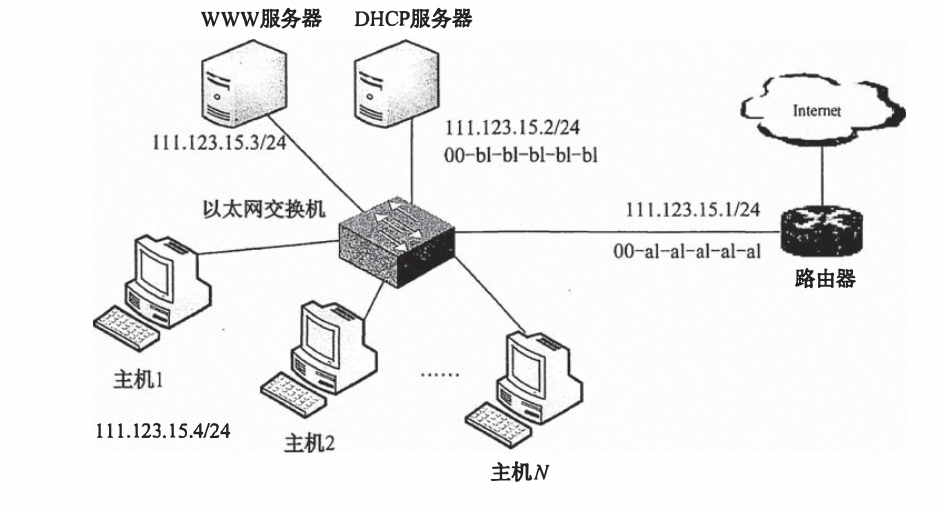 WWW服务器
DHCP服务器
111.123.15.3/24
111.123.15.2/24
00-bl-bl-bl-bl-bl
Internet
以太网交换机
111.123.15.1/24
00-al-al-al-al-al
路由器
主机1
111.123.15.4/24
主机2
......
主机N